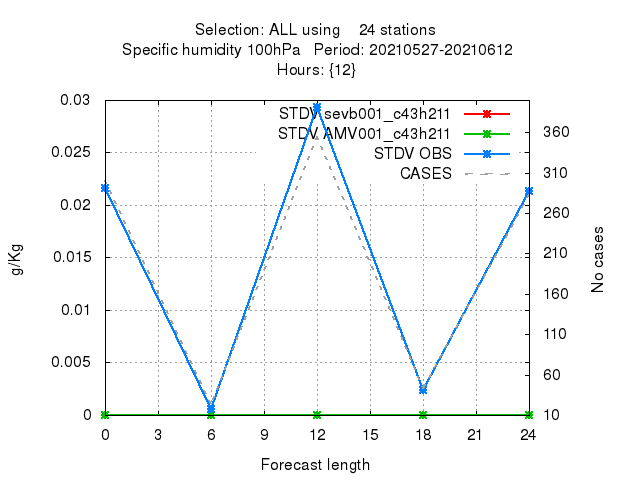 Selection: ALL using 24 stations
Specific humidity 100hPa Period: 20210527-20210612
Hours: {12}
STDV sevb001_c43h211
STDV AMV001_c43h211
STDV OBS
CASES
0.03
0.025
0.02
0.015
0.01
0.005
0
g/Kg
360
310
260
210
160
110
60
10
No cases
0 3 6 9 12 15 18 21 24
Forecast length